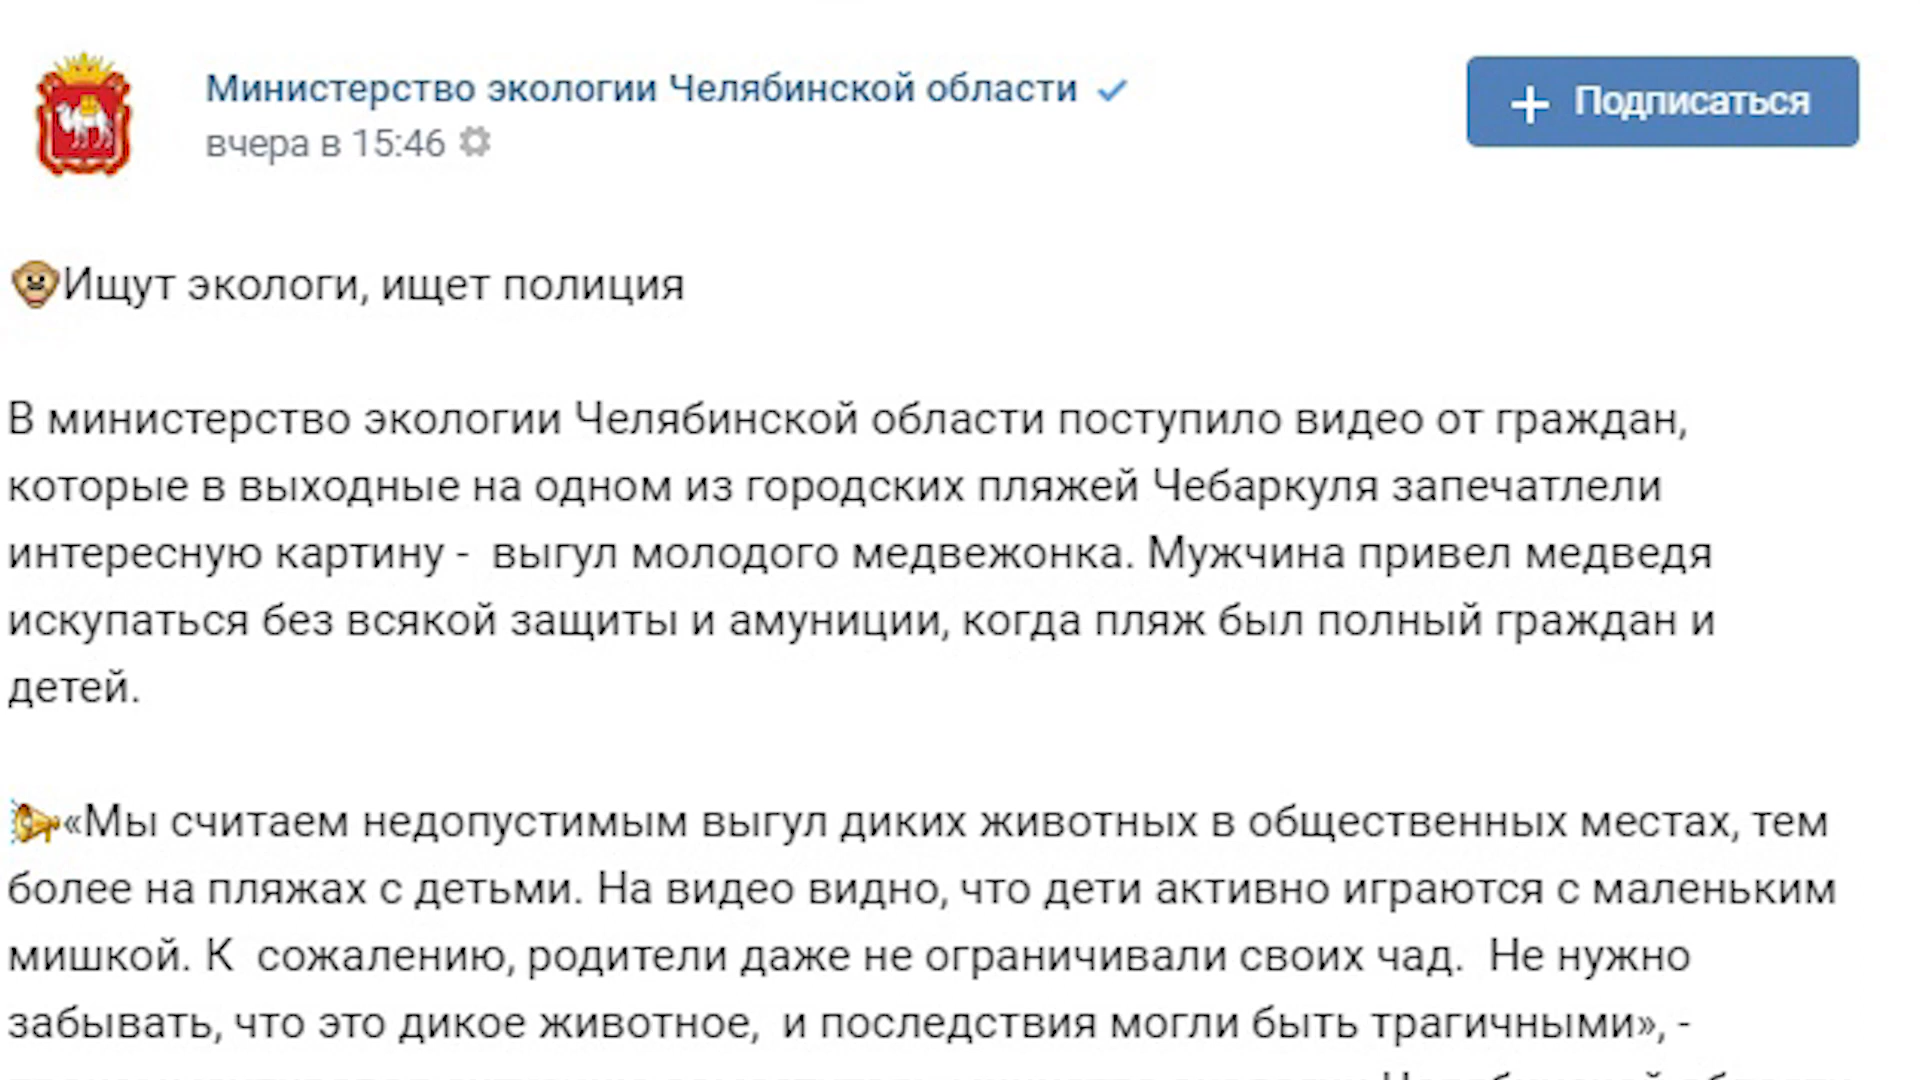 Министерство экологии Челябинской области
вчера в 15:46
+ Подписаться
Ищут экологи, ищет полиция
В министерство экологии Челябинской области поступило видео от граждан,
которые в выходные на одном из городских пляжей Чебаркуля запечатлели
интересную картину - выгул молодого медвежонка. Мужчина привел медведя
искупаться без всякой защиты и амуниции, когда пляж был полный граждан и
детей.
«Мы считаем недопустимым выгул диких животных в общественных местах, тем
более на пляжах с детьми. На видео видно, что дети активно играются с маленьким
мишкой. К сожалению, родители даже не ограничивали своих чад. Не нужно
забывать, что это дикое животное, и последствия могли быть трагичными», -